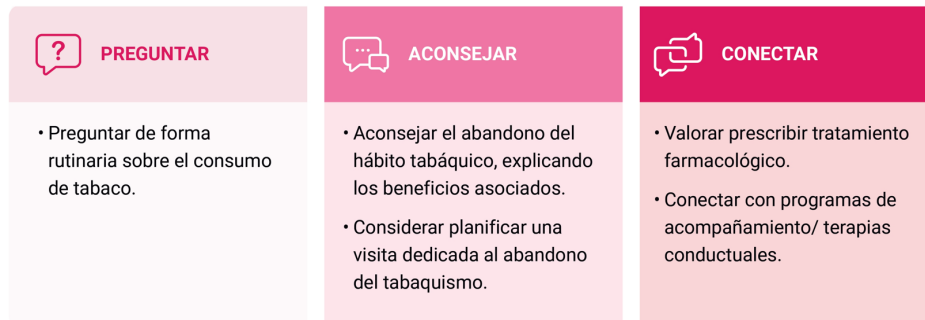 PREGUNTAR
• Preguntar de forma
rutinaria sobre el consumo
de tabaco.
ACONSEJAR
• Aconsejar el abandono del
hábito tabáquico, explicando
los beneficios asociados.
• Considerar planificar una
visita dedicada al abandono
del tabaquismo.
CONECTAR
• Valorar prescribir tratamiento
farmacológico.
• Conectar con programas de
acompañamiento/ terapias
conductuales.